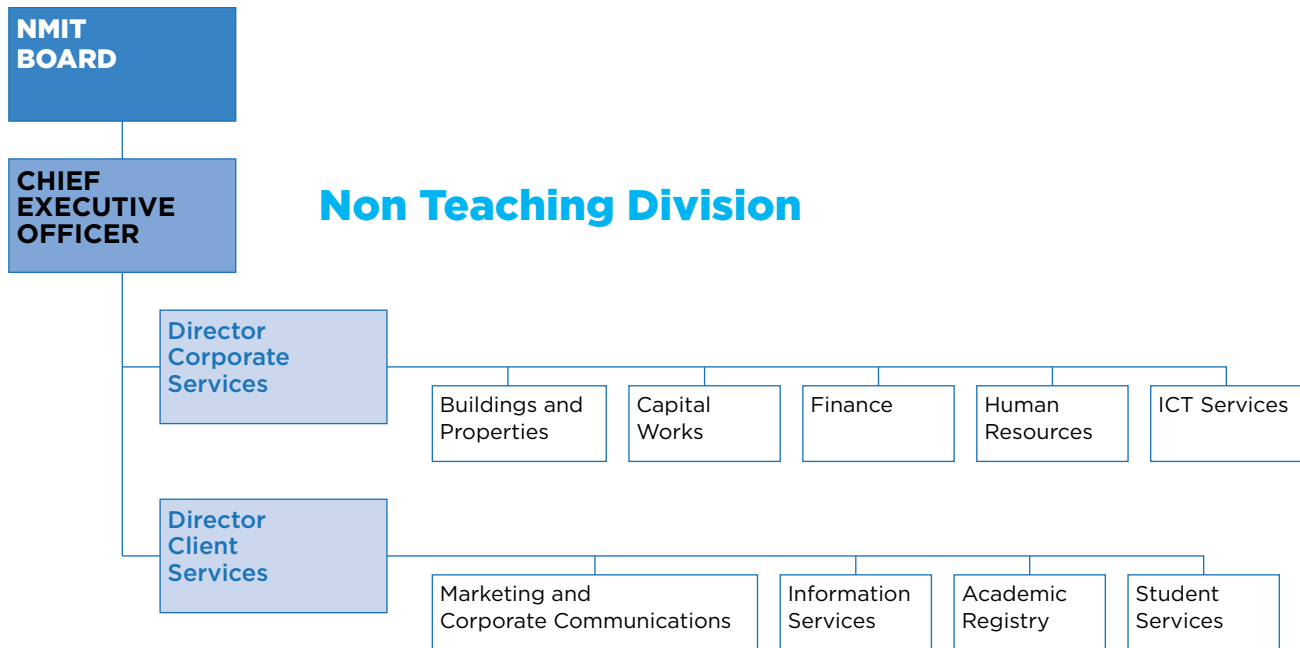 NMIT
BOARD
CHIEF
EXECUTIVE
OFFICER
Non Teaching Division
Director
Corporate
Services
Buildings and
Properties
Capital
Works
Finance
Human
Resources
ICT Services
Director
Client
Services
Marketing and
Corporate Communications
Information
Services
Academic
Registry
Student
Services